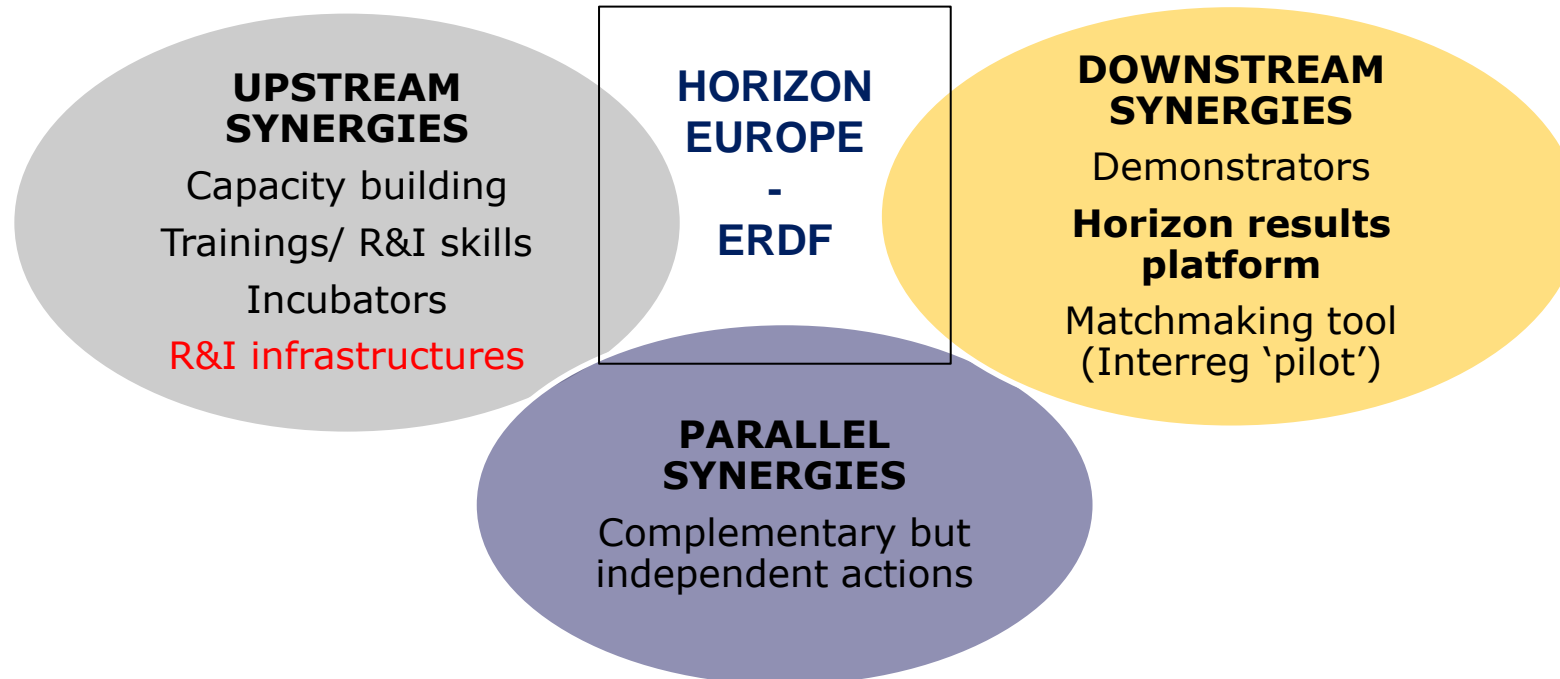 UPSTREAM
SYNERGIES
Capacity building
Trainings/ R&I skills
Incubators
R&I infrastructures
HORIZON
EUROPE
-
ERDF
DOWNSTREAM
SYNERGIES
Demonstrators
Horizon results
platform
Matchmaking tool
(Interreg ‘pilot’)
PARALLEL
SYNERGIES
Complementary but
independent actions